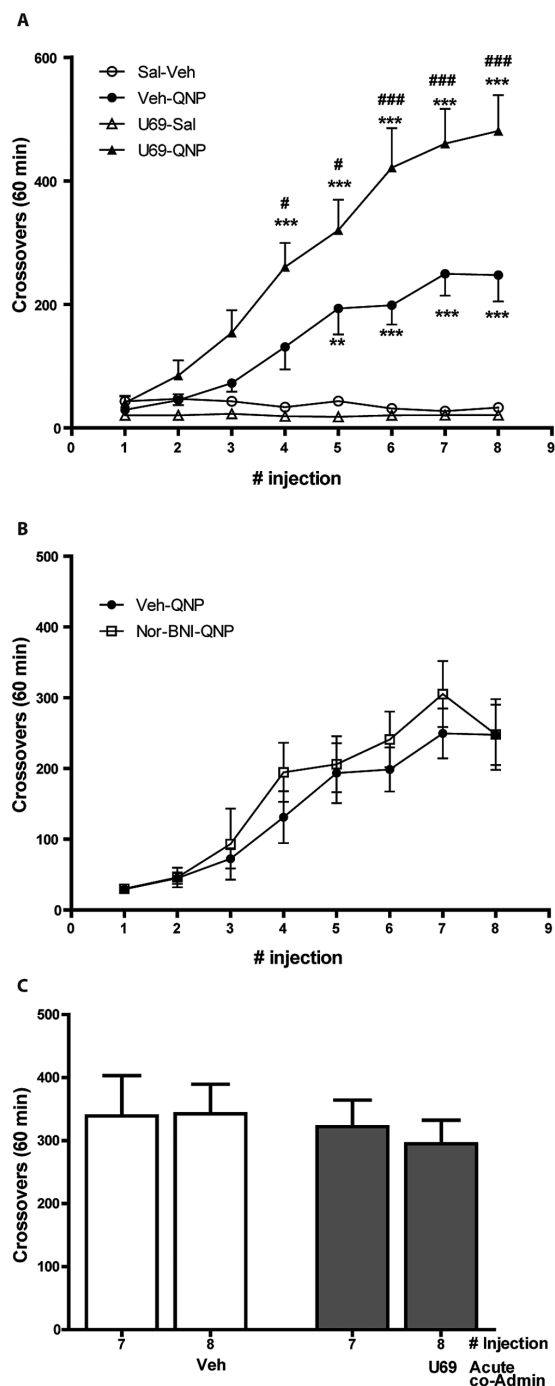 A
Sal-Veh
Veh-QNP
U69-Sal
U69-QNP
Crossovers (60 min)
600
400
200
0
# # ### ### ###
*** *** *** *** ***
** *** *** ***
0 1 2 3 4 5 6 7 8 9
# injection
B
Veh-QNP
Nor-BNI-QNP
Crossovers (60 min)
500
400
300
200
100
0
0 1 2 3 4 5 6 7 8 9
# injection
C
Crossovers (60 min)
500
400
300
200
100
0
7 8 7 8 # Injection
Veh U69 Acute
co-Admin